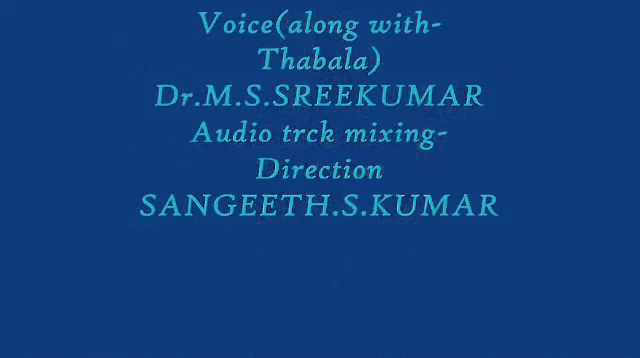 Voice(along with-
Thabala)
Dr.M.S.SREEKUMAR
Audio trck mixing-
Direction
SANGEETH.S.KUMAR